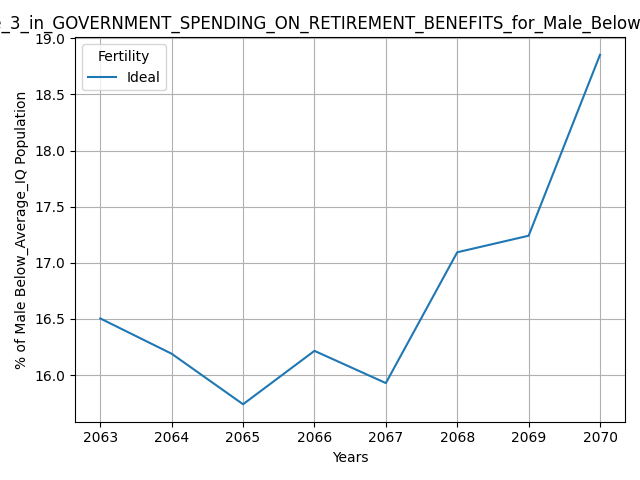 _3_in_GOVERNMENT_SPENDING_ON_RETIREMENT_BENEFITS_for_Male_Below
Fertility
Ideal
19.0
18.5
18.0
17.5
17.0
16.5
16.0
% of Male Below_Average_IQ Population
2063 2064 2065 2066 2067 2068 2069 2070
Years